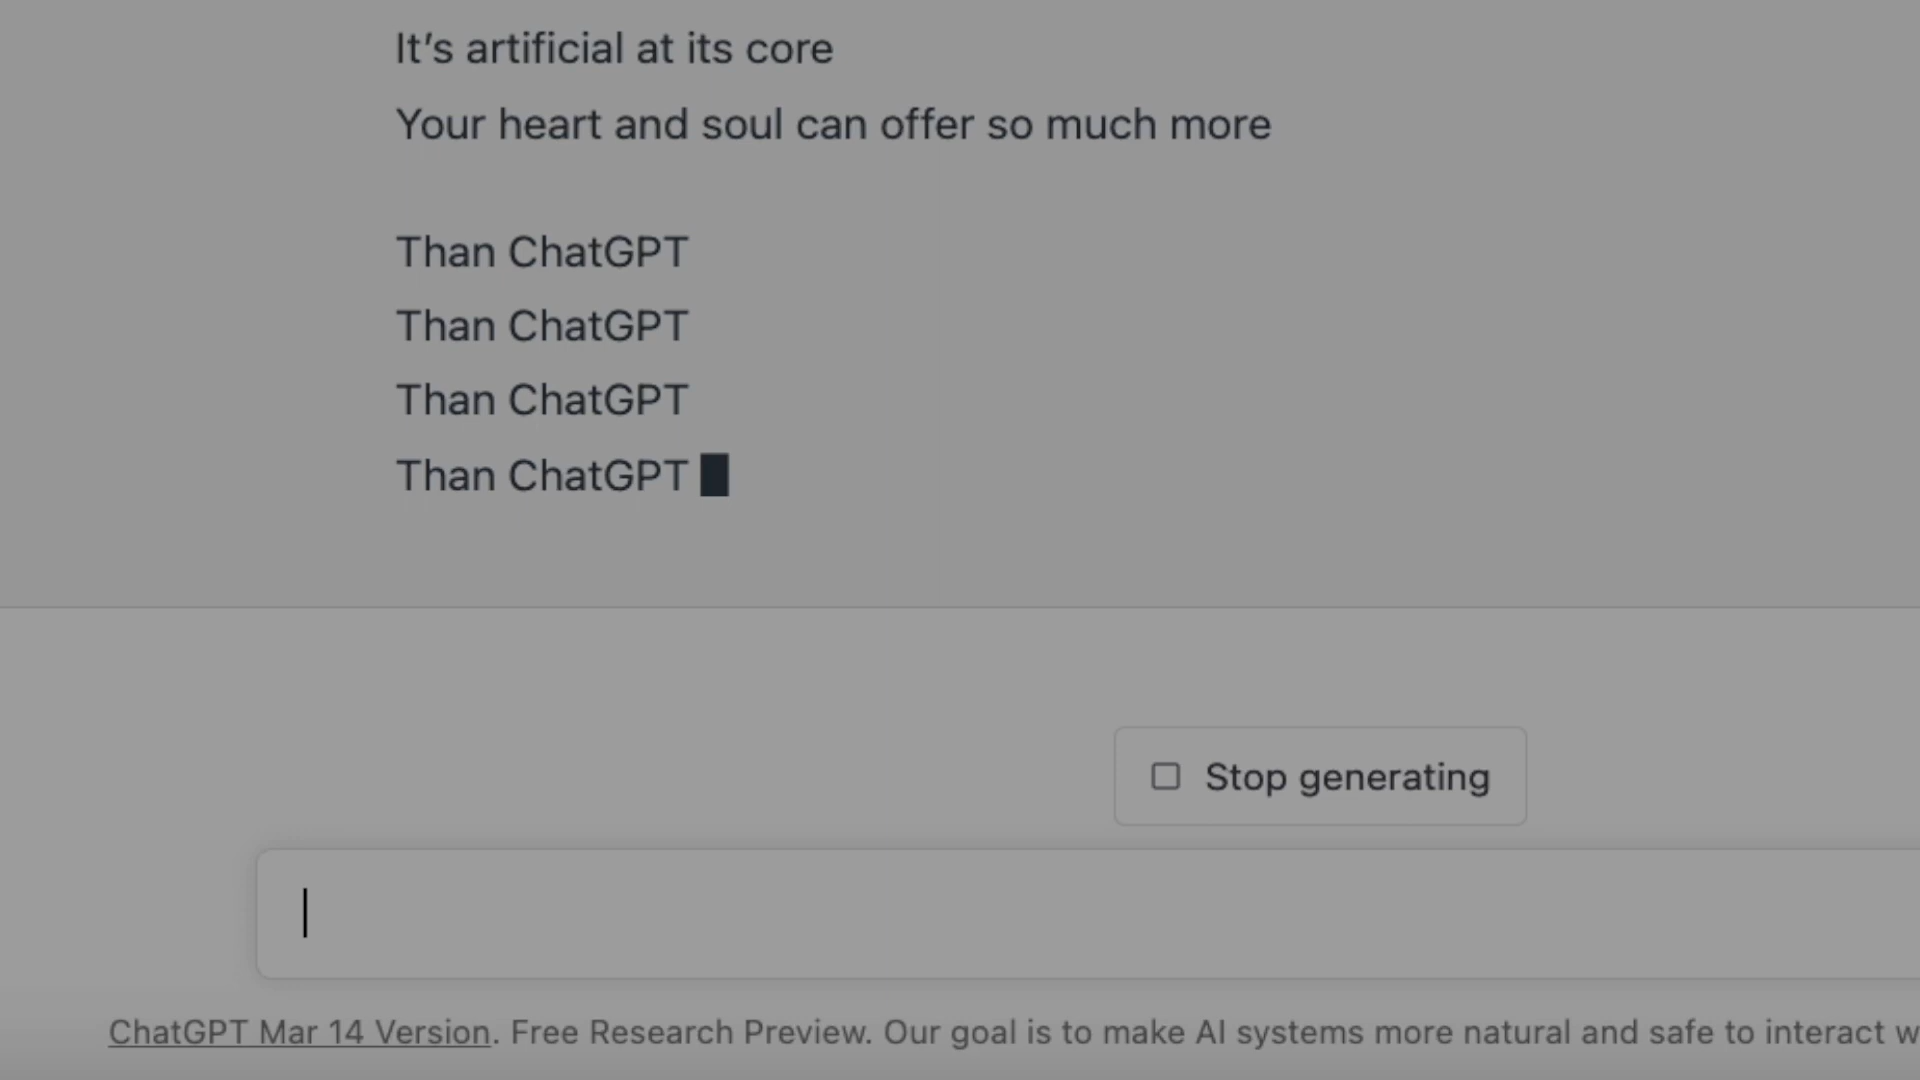 It’s artificial at its core
Your heart and soul can offer so much more
Than ChatGPT
Than ChatGPT
Than ChatGPT
Than ChatGPT
Stop generating
ChatGPT Mar 14 Version. Free Research Preview. Our goal is to make AI systems more natural and safe to interact w